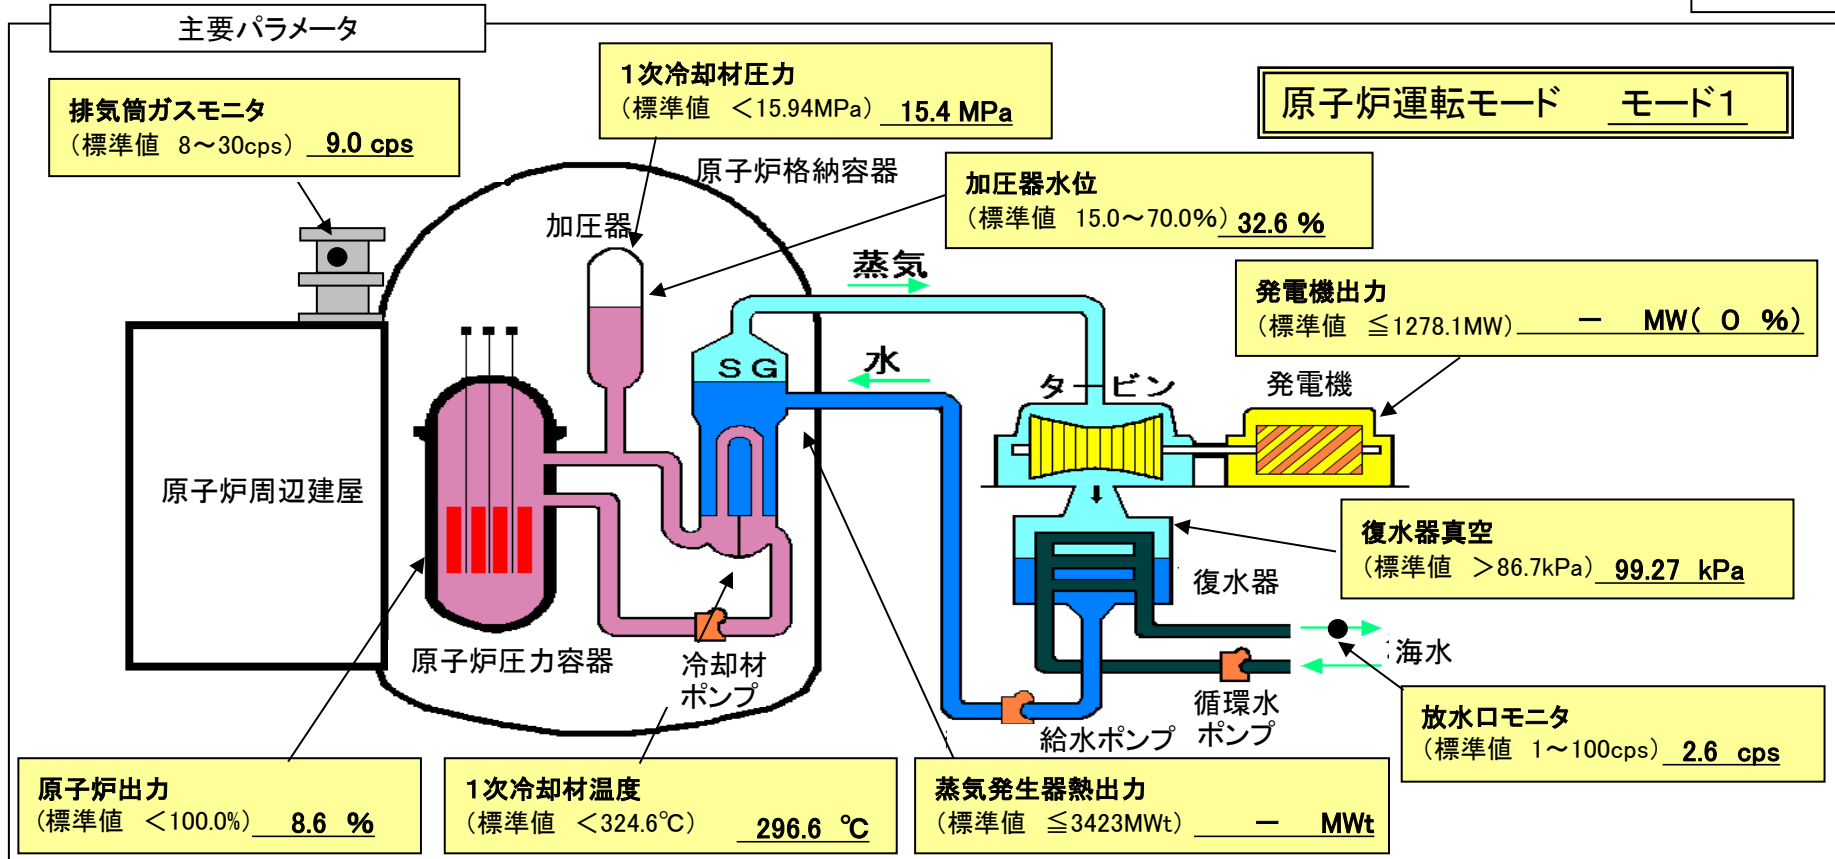 主要パラメータ
排気筒ガスモニタ
(標準値 8～30cps) 9.0 cps
1次冷却材圧力
(標準値 <15.94MPa) 15.4 MPa
原子炉運転モード モード1
原子炉格納容器
加圧器水位
(標準値 15.0～70.0%) 32.6 %
加圧器
蒸気
発電機出力
(標準値 ≦1278.1MW) － MW( 0 %)
ＳＧ
水
タービン
発電機
原子炉周辺建屋
復水器真空
(標準値 >86.7kPa) 99.27 kPa
復水器
海水
原子炉圧力容器
冷却材
ポンプ
循環水
ポンプ
給水ポンプ
放水口モニタ
(標準値 1～100cps) 2.6 cps
原子炉出力
(標準値 <100.0%) 8.6 %
1次冷却材温度
(標準値 <324.6℃) 296.6 ℃
蒸気発生器熱出力
(標準値 ≦3423MWt) － MWt